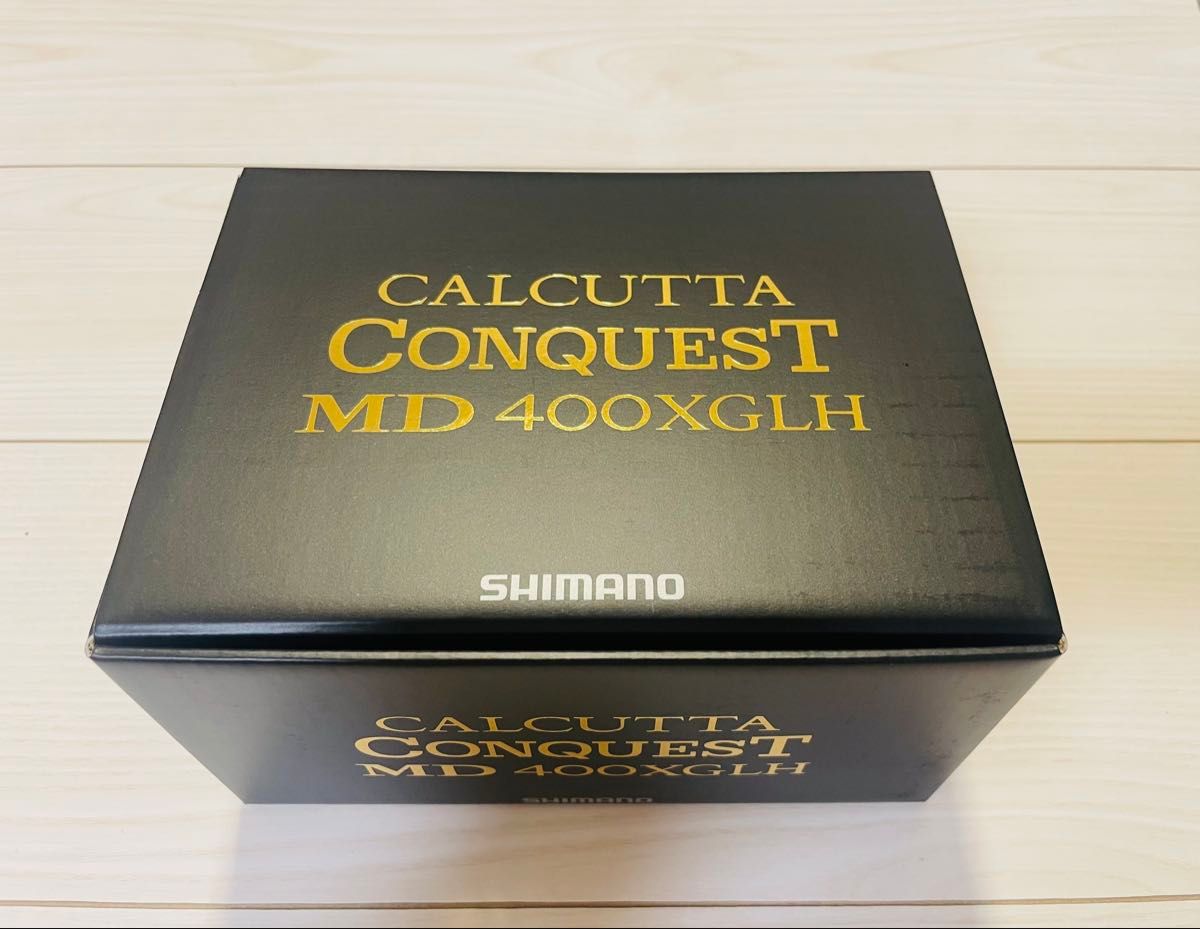 CALCUTTA
CONQUEST
MD 400XGLH
SHIMANO
CALCUTTA
CONQUEST
MD 400XGLH
SHIMANO